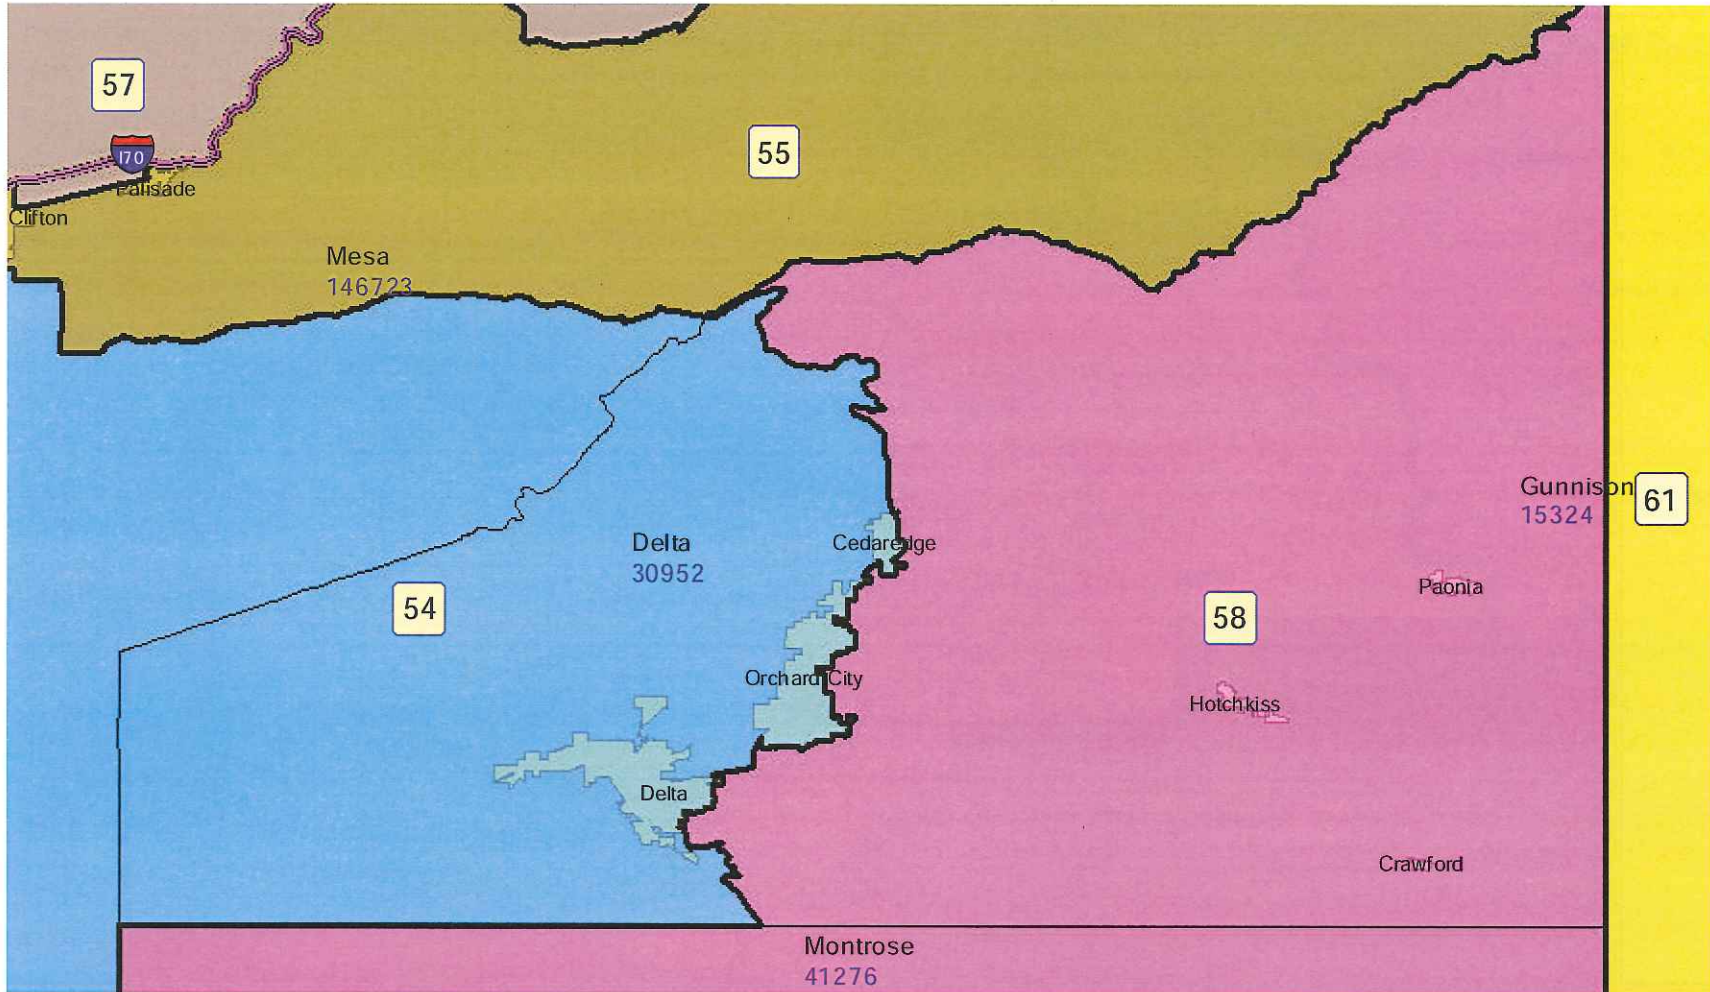 57
55
I70
Palisade
Clifton
Mesa
146723
Gunnison
15324
61
Delta
30952
Cedaredge
Paonia
54
58
Orchard City
Hotchkiss
Delta
Crawford
Montrose
41276